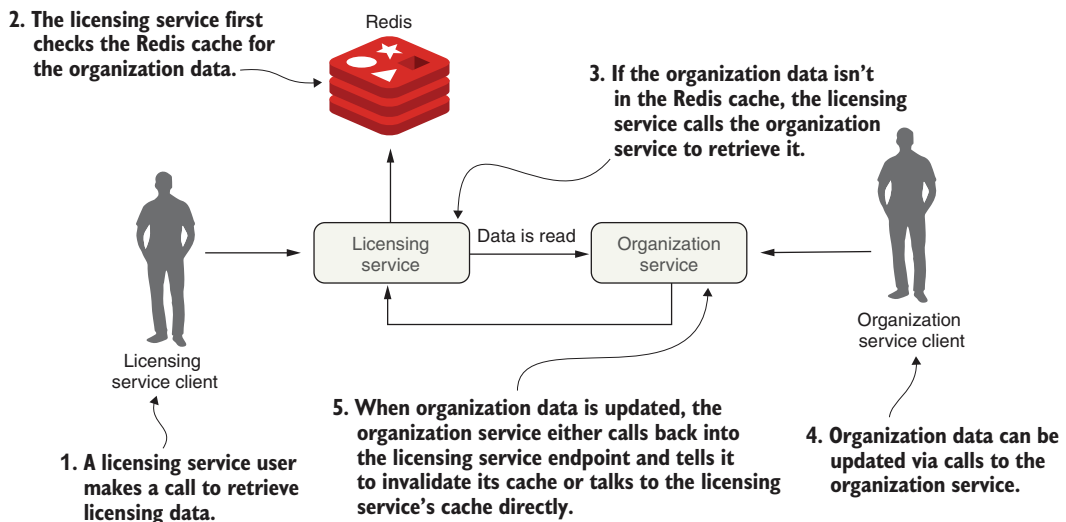 2. The licensing service first
checks the Redis cache for
the organization data.
Redis
3. If the organization data isn't
in the Redis cache, the licensing
service calls the organization
service to retrieve it.
Licensing
service
Data is read
Organization
service
Licensing
service client
Organization
service client
1. A licensing service user
makes a call to retrieve
licensing data.
5. When organization data is updated, the
organization service either calls back into
the licensing service endpoint and tells it
to invalidate its cache or talks to the licensing
service's cache directly.
4. Organization data can be
updated via calls to the
organization service.